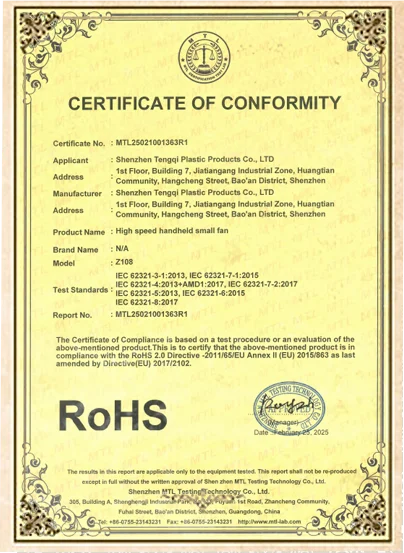 MTL
CERTIFICATE OF CONFORMITY
Certificate No. : MTL25021001363R1
Applicant : Shenzhen Tengqi Plastic Products Co., LTD
Address : 1st Floor, Building 7, Jiatiangang Industrial Zone, Huangtian
Community, Hangcheng Street, Bao'an District, Shenzhen
Manufacturer : Shenzhen Tengqi Plastic Products Co., LTD
Address : 1st Floor, Building 7, Jiatiangang Industrial Zone, Huangtian
Community, Hangcheng Street, Bao'an District, Shenzhen
Product Name : High speed handheld small fan
Brand Name : N/A
Model : Z108
Test Standards : IEC 62321-3-1:2013, IEC 62321-7-1:2015
IEC 62321-4:2013+AMD1:2017, IEC 62321-7-2:2017
IEC 62321-5:2013, IEC 62321-6:2015
IEC 62321-8:2017
Report No. : MTL25021001363R1
The Certificate of Compliance is based on a test procedure or an evaluation of the
above-mentioned product.This is to certify that the above-mentioned product is in
compliance with the RoHS 2.0 Directive -2011/65/EU Annex II (EU) 2015/863 as last
amended by Directive(EU) 2017/2102.
RoHS
TESTING TECHNOLOGY
APPROVED
(Manager)
Date :February 25, 2025
The results in this report are applicable only to the equipment tested. This report shall not be re-produced
except in full without the written approval of Shen zhen MTL Testing Technology Co., Ltd.
Shenzhen MTL Testing Technology Co., Ltd.
305, Building A, Shenghengji Industrial Park, Fuyuan 1st Road, Zhancheng Community,
Fuhai Street, Bao'an District, Shenzhen, Guangdong, China
Tel: +86-0755-23143231 Fax: +86-0755-23143231 http://www.mtl-lab.com